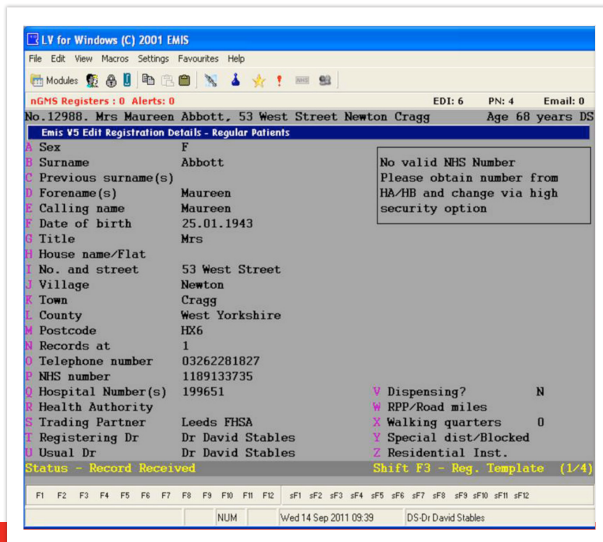 LV for Windows (C) 2001 EMIS
File Edit View Macros Settings Favourites Help
Modules
nGMS Registers : 0 Alerts: 0 EDI: 6 PN: 4 Email: 0
No.12988. Mrs Maureen Abbott, 53 West Street Newton Cragg Age 68 years DS
Emis V5 Edit Registration Details - Regular Patients
A Sex F
B Surname Abbott
C Previous surname(s)
D Forename(s) Maureen
E Calling name Maureen
F Date of birth 25.01.1943
G Title Mrs
H House name/Flat
I No. and street 53 West Street
J Village Newton
K Town Cragg
L County West Yorkshire
M Postcode HX6
N Records at 1
O Telephone number 03262281827
P NHS number 1189133735
Q Hospital Number(s) 199651
R Health Authority
S Trading Partner Leeds FHSA
T Registering Dr Dr David Stables
U Usual Dr Dr David Stables
No valid NHS Number
Please obtain number from
HA/HB and change via high
security option
V Dispensing? N
W RPP/Road miles
X Walking quarters 0
Y Special dist/Blocked
Z Residential Inst.
Status - Record Received Shift F3 - Reg. Template (1/4)
F1 F2 F3 F4 F5 F6 F7 F8 F9 F10 F11 F12 sF1 sF2 sF3 sF4 sF5 sF6 sF7 sF8 sF9 sF10 sF11 sF12
NUM Wed 14 Sep 2011 09:39 DS-Dr David Stables